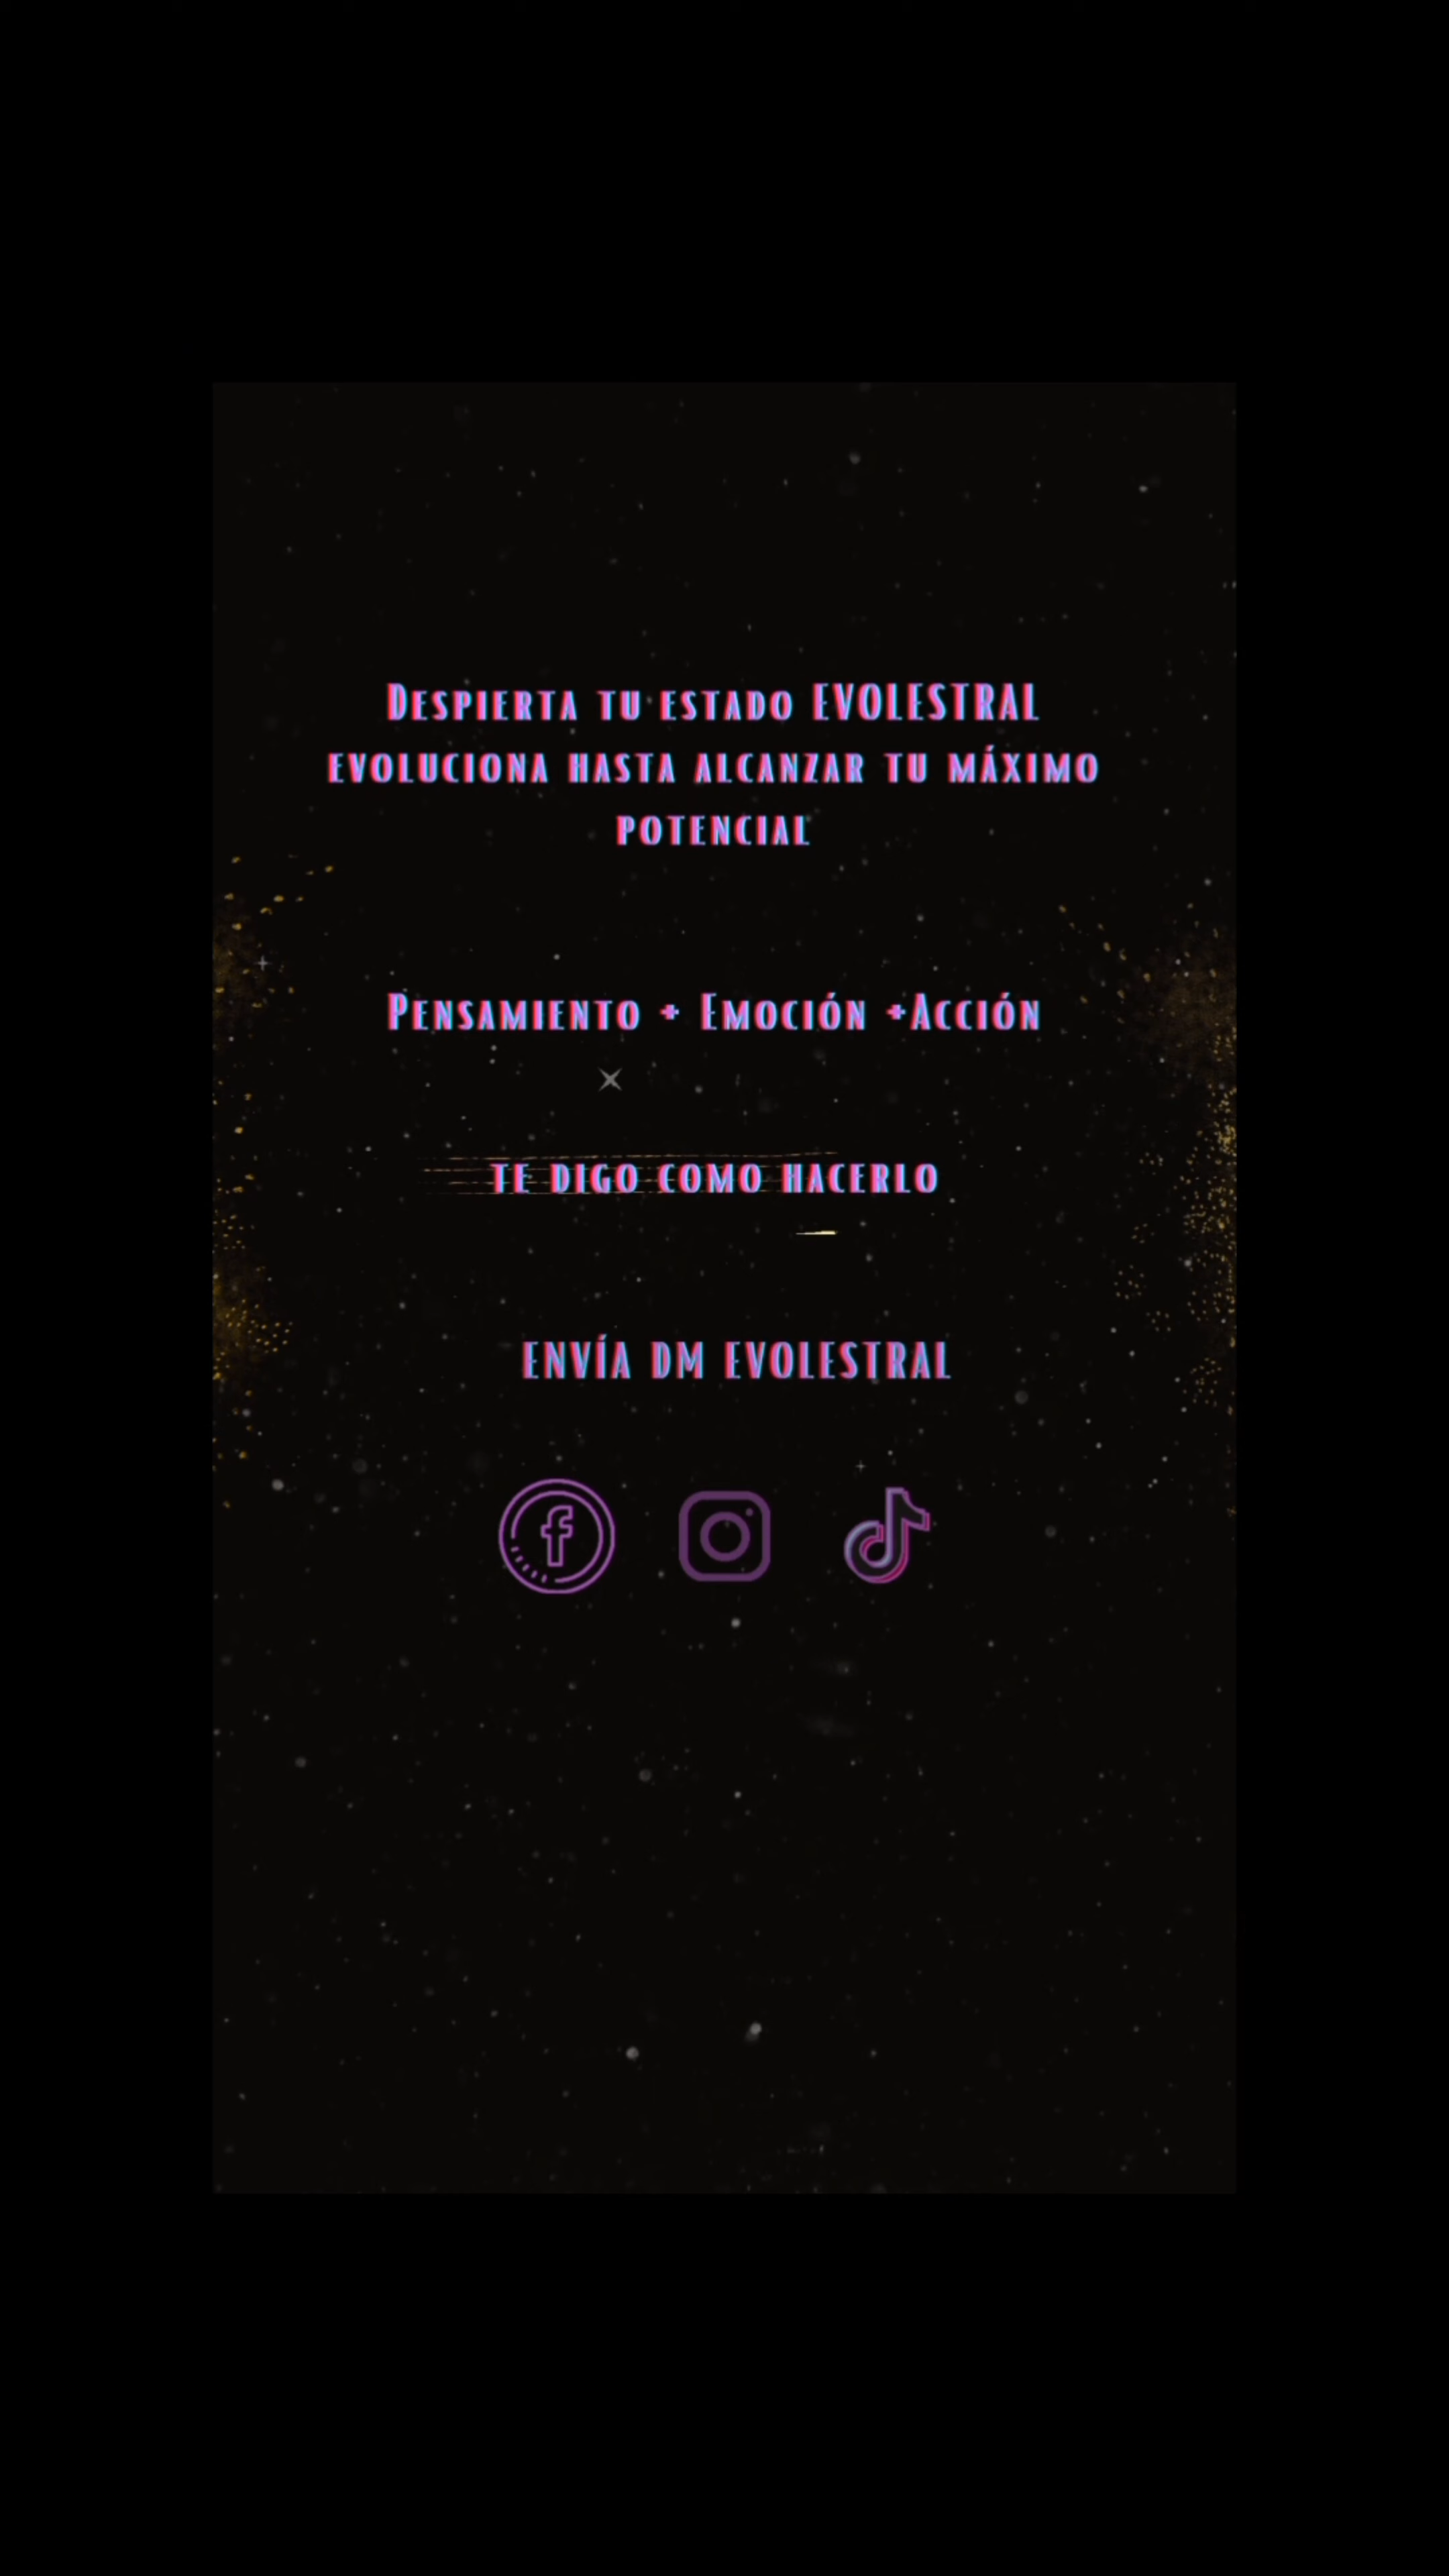 Despierta tu estado EVOLESTRAL
evoluciona hasta alcanzar tu máximo
potencial
Pensamiento + Emoción +Acción
te digo como hacerlo
ENVÍA DM EVOLESTRAL